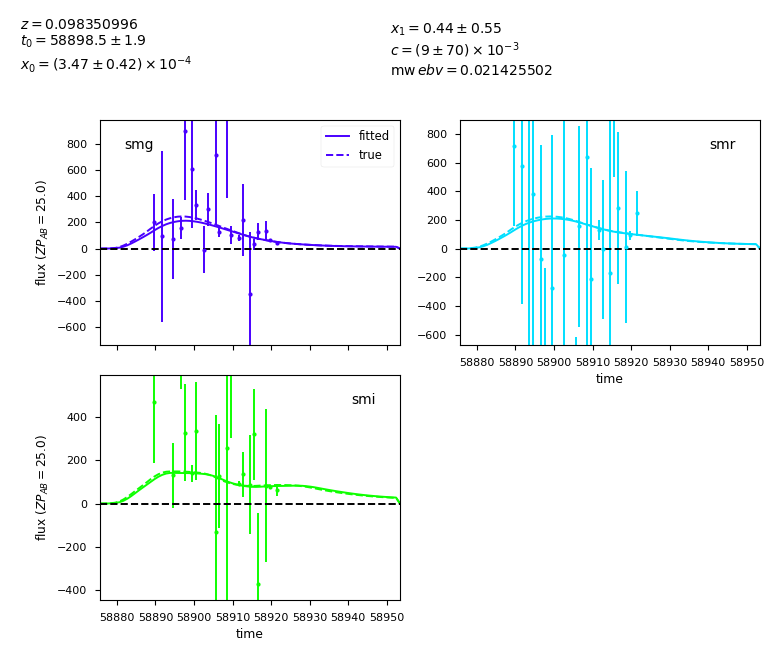 z = 0.098350996
t₀ = 58898.5 ± 1.9
x₀ = (3.47 ± 0.42) × 10⁻⁴
x₁ = 0.44 ± 0.55
c = (9 ± 70) × 10⁻³
mw ebv = 0.021425502
smg
fitted
true
800
600
400
200
0
−200
−400
−600
flux (ZP_AB = 25.0)
smr
800
600
400
200
0
−200
−400
−600
58880 58890 58900 58910 58920 58930 58940 58950
time
smi
400
200
0
−200
−400
flux (ZP_AB = 25.0)
58880 58890 58900 58910 58920 58930 58940 58950
time